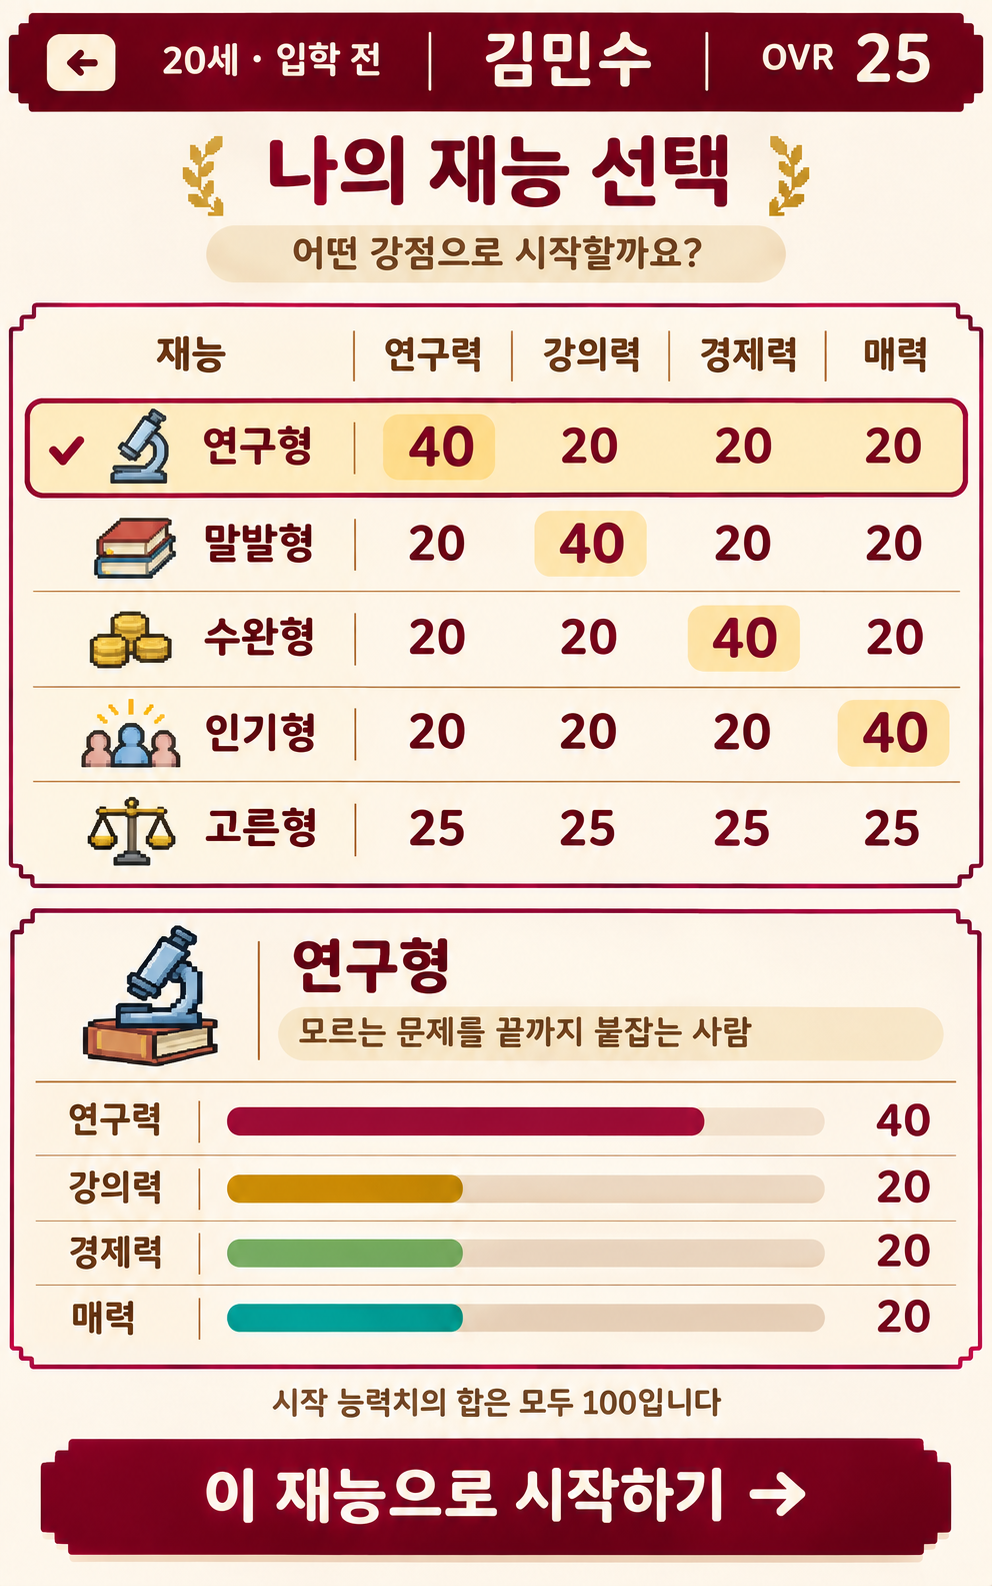 20세 · 입학 전 김민수 OVR 25
나의 재능 선택
어떤 강점으로 시작할까요?
재능 연구력 강의력 경제력 매력
연구형 40 20 20 20
말발형 20 40 20 20
수완형 20 20 40 20
인기형 20 20 20 40
고른형 25 25 25 25
연구형
모르는 문제를 끝까지 붙잡는 사람
연구력 40
강의력 20
경제력 20
매력 20
시작 능력치의 합은 모두 100입니다
이 재능으로 시작하기 →